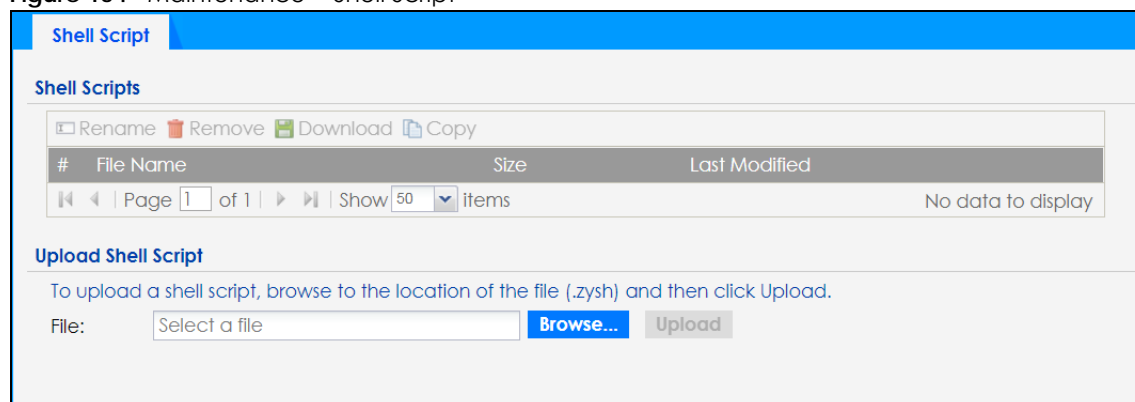 Shell Script
Shell Scripts
Rename Remove Download Copy
# File Name Size Last Modified
Page 1 of 1 Show 50 items No data to display
Upload Shell Script
To upload a shell script, browse to the location of the file (.zysh) and then click Upload.
File: Select a file Browse... Upload